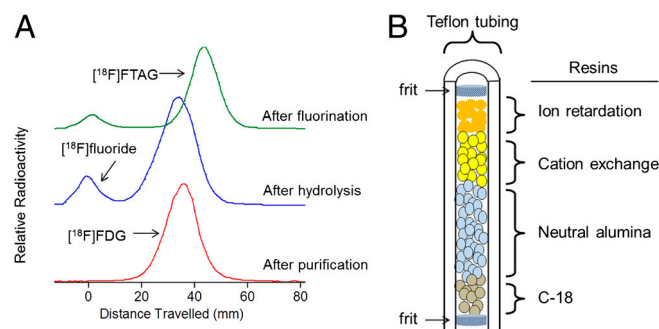 A
[18F]FTAG
After fluorination
[18F]fluoride
After hydrolysis
[18F]FDG
After purification
Relative Radioactivity
0 20 40 60 80
Distance Travelled (mm)
B
Teflon tubing
Resins
frit
Ion retardation
Cation exchange
Neutral alumina
C-18
frit